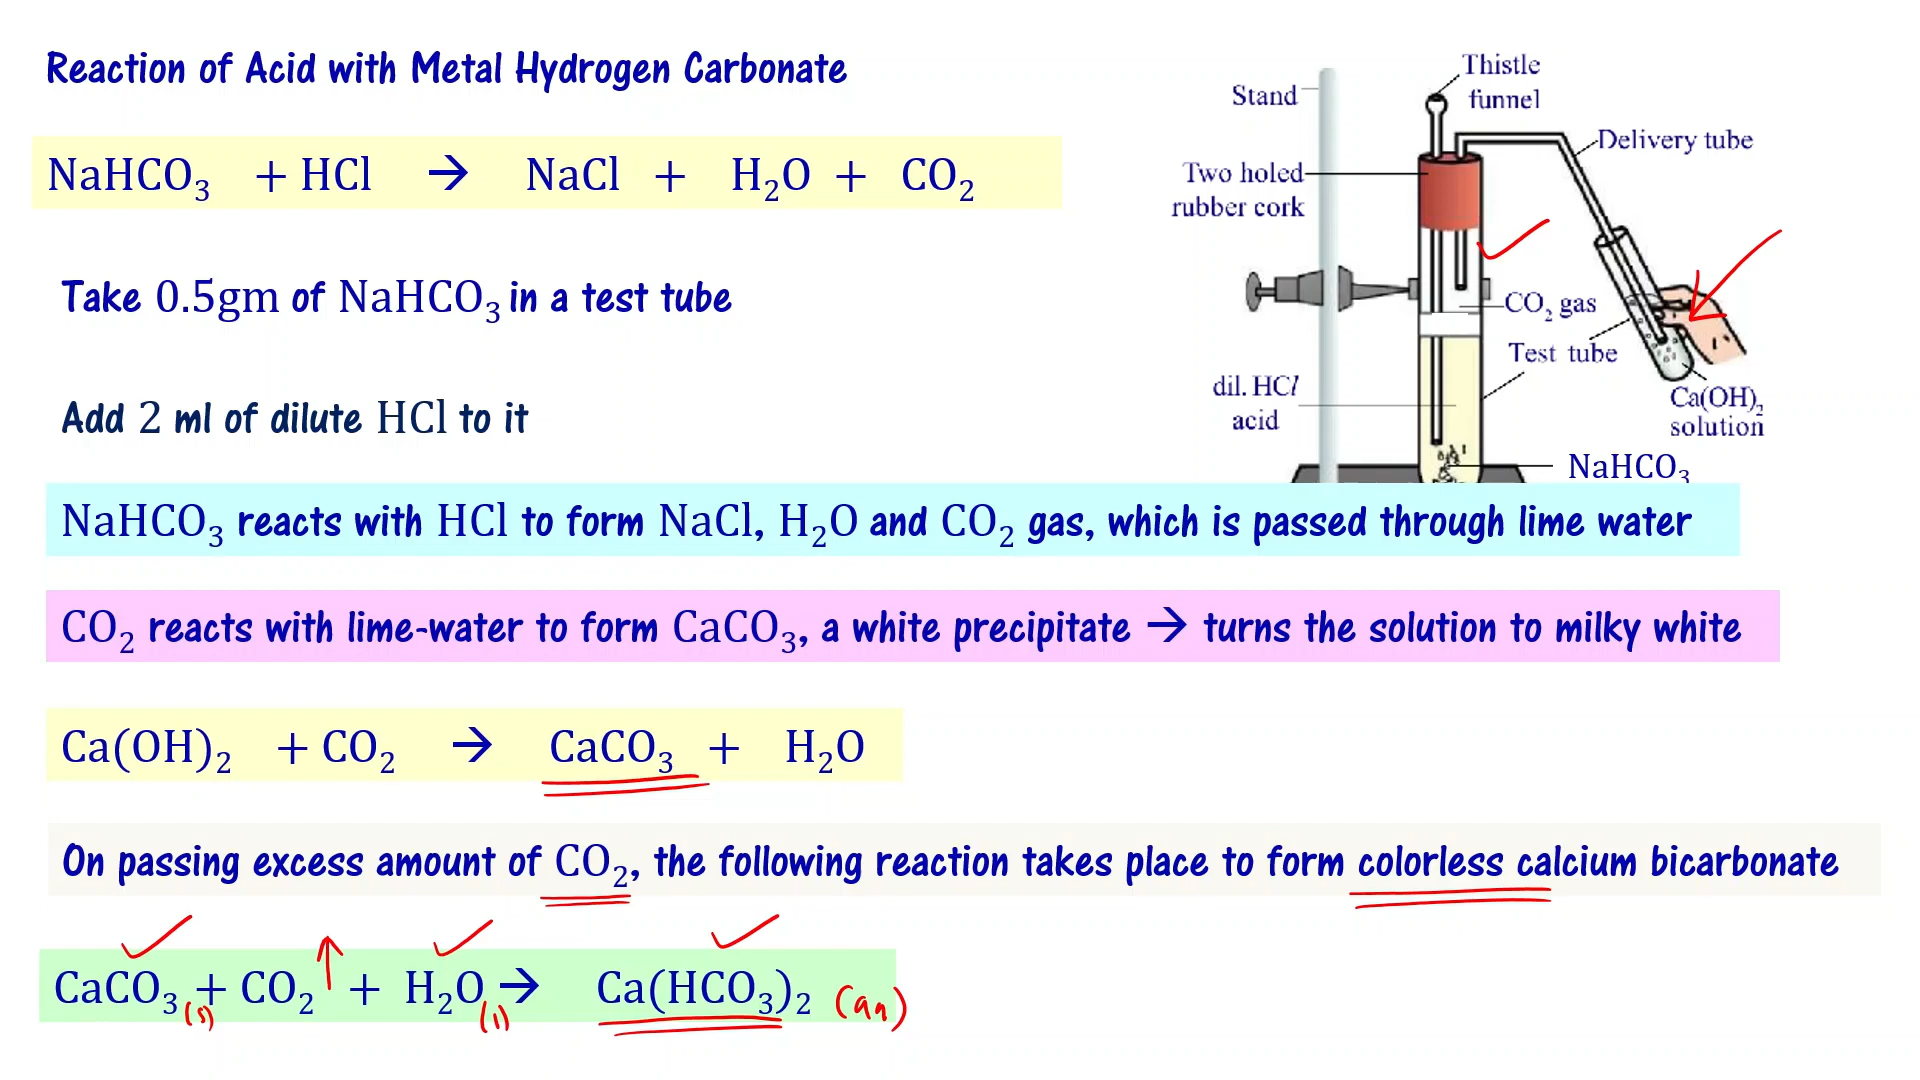 Reaction of Acid with Metal Hydrogen Carbonate
NaHCO₃ + HCl → NaCl + H₂O + CO₂
Take 0.5gm of NaHCO₃ in a test tube
Add 2 ml of dilute HCl to it
Stand
Thistle
funnel
Delivery tube
Two holed
rubber cork
CO₂ gas
Test tube
dil. HCl
acid
Ca(OH)₂
solution
NaHCO₃
NaHCO₃ reacts with HCl to form NaCl, H₂O and CO₂ gas, which is passed through lime water
CO₂ reacts with lime-water to form CaCO₃, a white precipitate → turns the solution to milky white
Ca(OH)₂ + CO₂ → CaCO₃ + H₂O
On passing excess amount of CO₂, the following reaction takes place to form colorless calcium bicarbonate
CaCO₃(s) + CO₂↑ + H₂O(l) → Ca(HCO₃)₂ (aq)